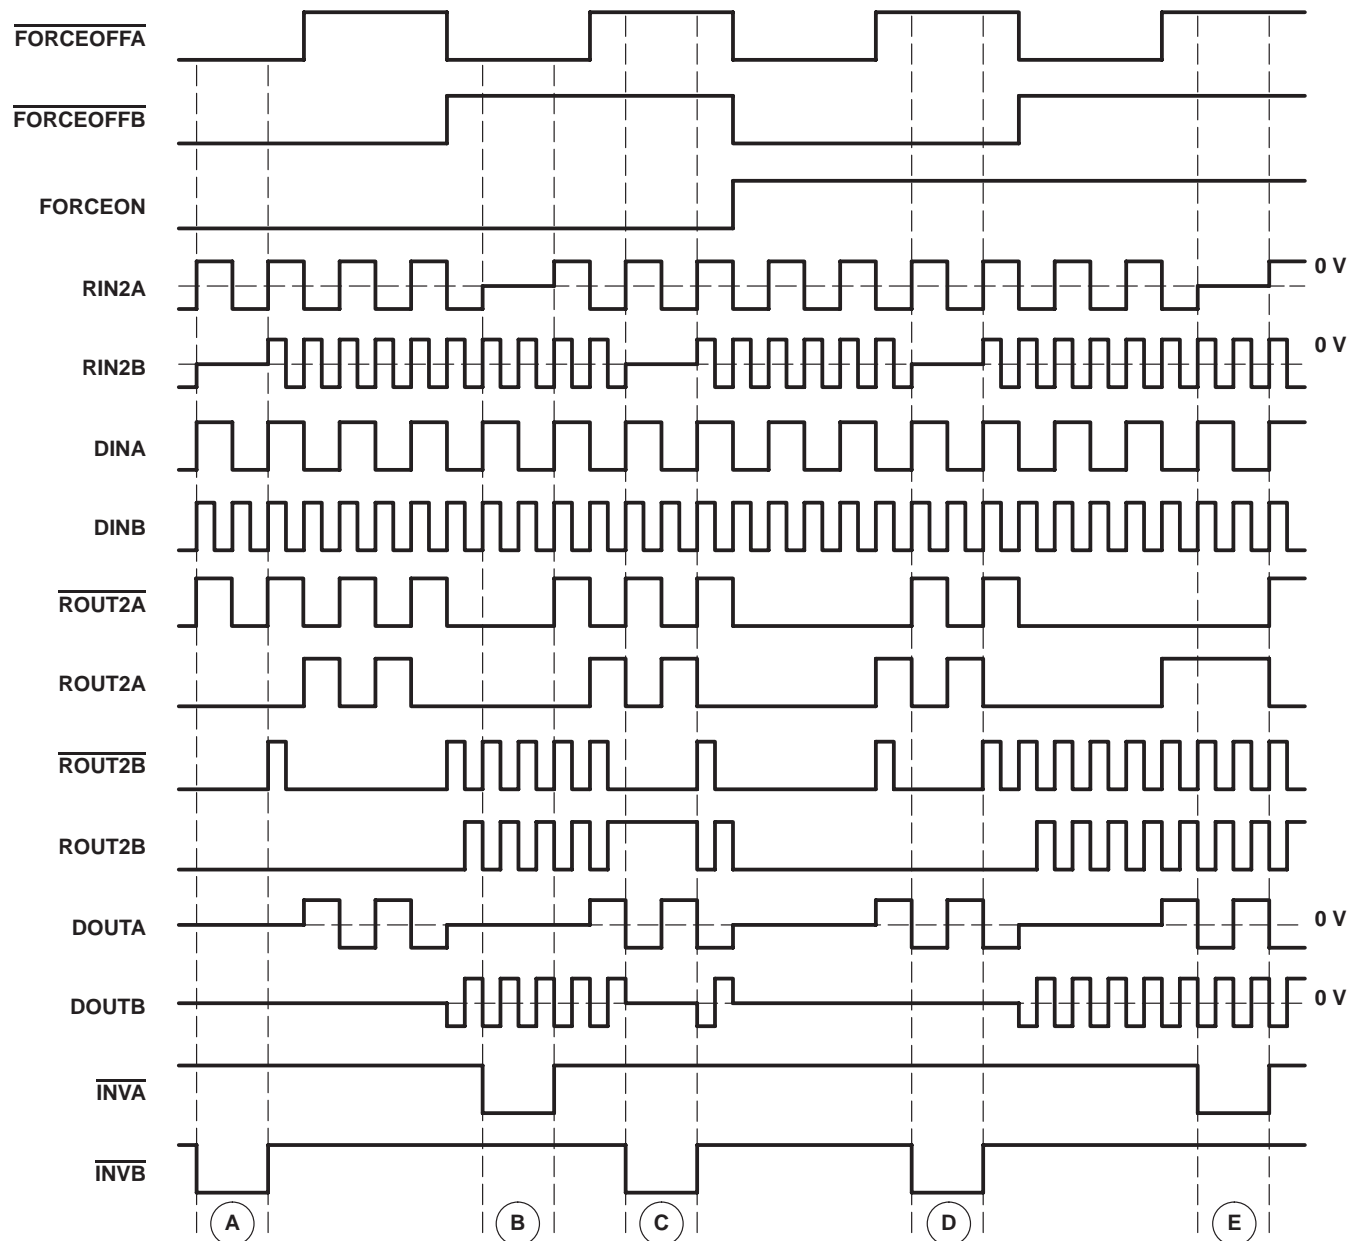 FORCEOFFA
FORCEOFFB
FORCEON
RIN2A
0 V
RIN2B
0 V
DINA
DINB
ROUT2A
ROUT2A
ROUT2B
ROUT2B
DOUTA
0 V
DOUTB
0 V
INVA
INVB
A
B
C
D
E